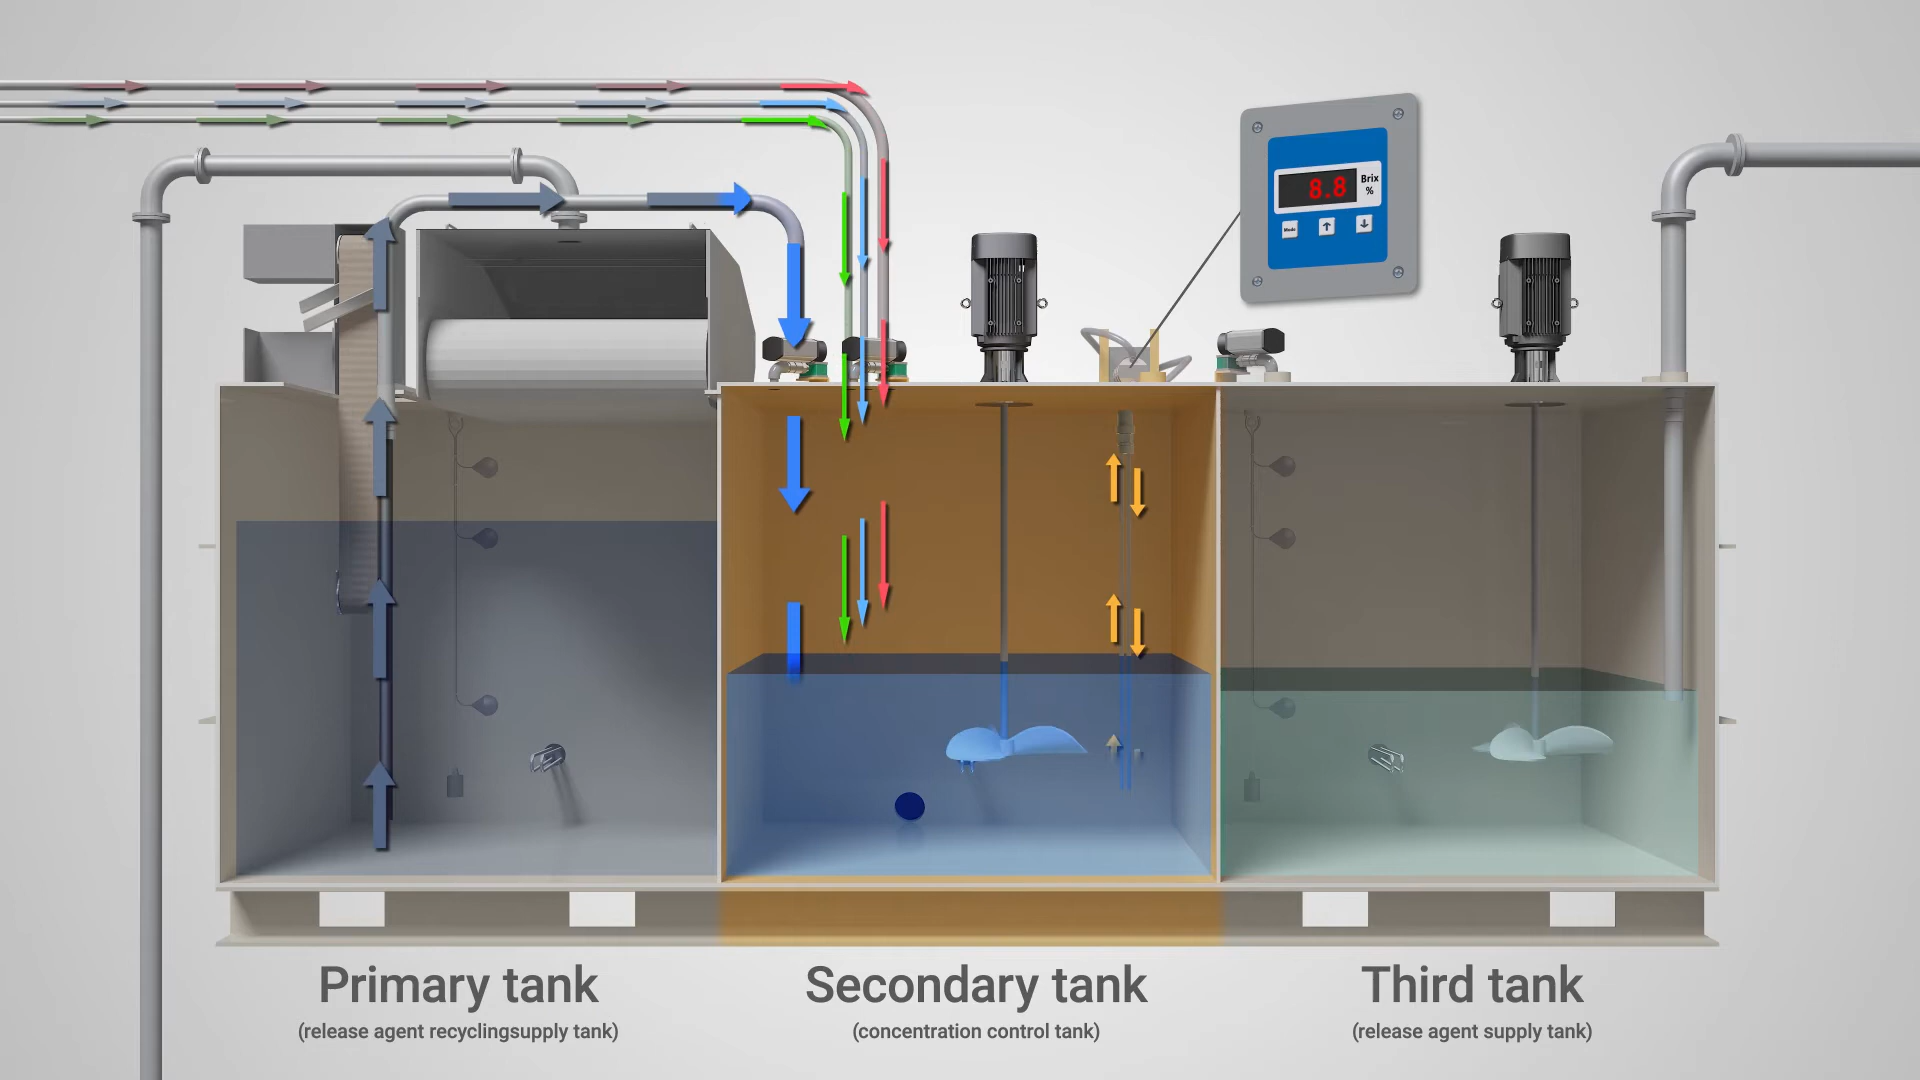 8.8
Brix
%
Mode
Primary tank
(release agent recyclingsupply tank)
Secondary tank
(concentration control tank)
Third tank
(release agent supply tank)